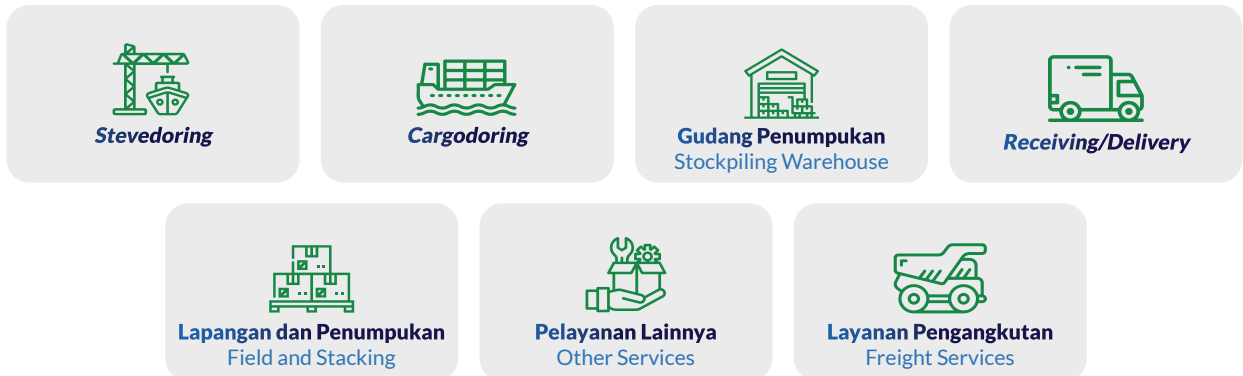 Stevedoring
Cargodoring
Gudang Penumpukan
Stockpiling Warehouse
Receiving/Delivery
Lapangan dan Penumpukan
Field and Stacking
Pelayanan Lainnya
Other Services
Layanan Pengangkutan
Freight Services